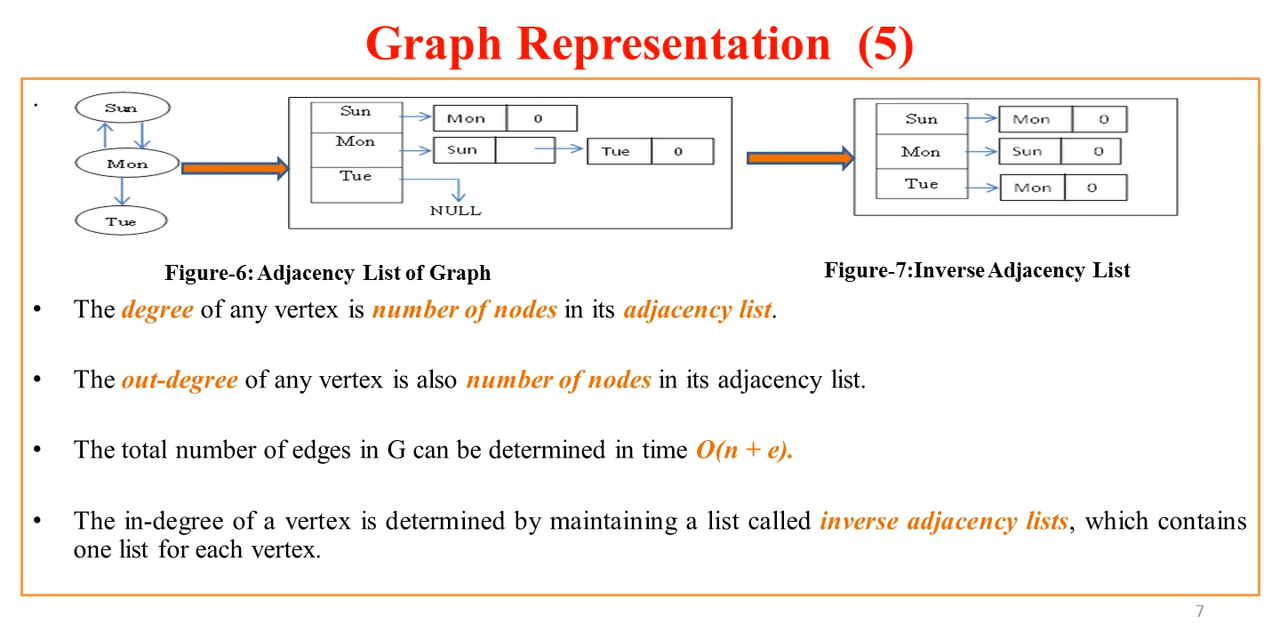 Graph Representation (5)
.
Sun
Mon
Tue
Sun
Mon
Tue
Mon 0
Sun
Tue 0
NULL
Sun
Mon
Tue
Mon 0
Sun 0
Mon 0
Figure-6: Adjacency List of Graph
Figure-7:Inverse Adjacency List
• The degree of any vertex is number of nodes in its adjacency list.
• The out-degree of any vertex is also number of nodes in its adjacency list.
• The total number of edges in G can be determined in time O(n + e).
• The in-degree of a vertex is determined by maintaining a list called inverse adjacency lists, which contains
one list for each vertex.
7